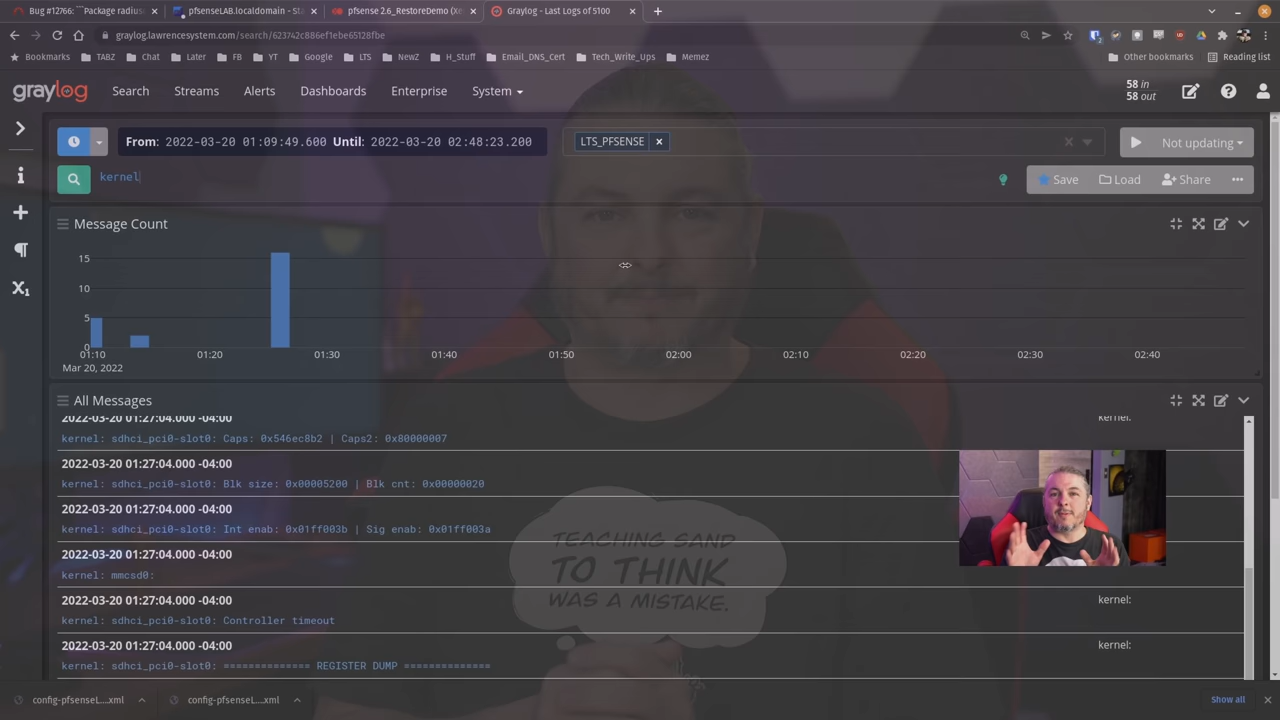 Bug #12766: ```Package radius
pfsenseLAB.localdomain - Sta
pfsense 2.6_RestoreDemo (Xe
Graylog - Last Logs of 5100
graylog.lawrencesystem.com/search/623742c886ef1ebe65128fbe
Bookmarks TABZ Chat Later FB YT Google LTS NewZ H_Stuff Email_DNS_Cert Tech_Write_Ups Memez Other bookmarks Reading list
graylog Search Streams Alerts Dashboards Enterprise System
58 in
58 out
From: 2022-03-20 01:09:49.600 Until: 2022-03-20 02:48:23.200 LTS_PFSENSE Not updating
kernel Save Load Share
Message Count
15
10
5
0
01:10 01:20 01:30 01:40 01:50 02:00 02:10 02:20 02:30 02:40
Mar 20, 2022
All Messages
2022-03-20 01:27:04.000 -04:00 kernel:
kernel: sdhci_pci0-slot0: Caps: 0x546ec8b2 | Caps2: 0x80000007
2022-03-20 01:27:04.000 -04:00
kernel: sdhci_pci0-slot0: Blk size: 0x00005200 | Blk cnt: 0x00000020
2022-03-20 01:27:04.000 -04:00
kernel: sdhci_pci0-slot0: Int enab: 0x01ff003b | Sig enab: 0x01ff003a
2022-03-20 01:27:04.000 -04:00
kernel: mmcsd0:
2022-03-20 01:27:04.000 -04:00 kernel:
kernel: sdhci_pci0-slot0: Controller timeout
2022-03-20 01:27:04.000 -04:00 kernel:
kernel: sdhci_pci0-slot0: ============== REGISTER DUMP ==============
TEACHING SAND
TO THINK
WAS A MISTAKE.
config-pfsenseL....xml
config-pfsenseL....xml
Show all